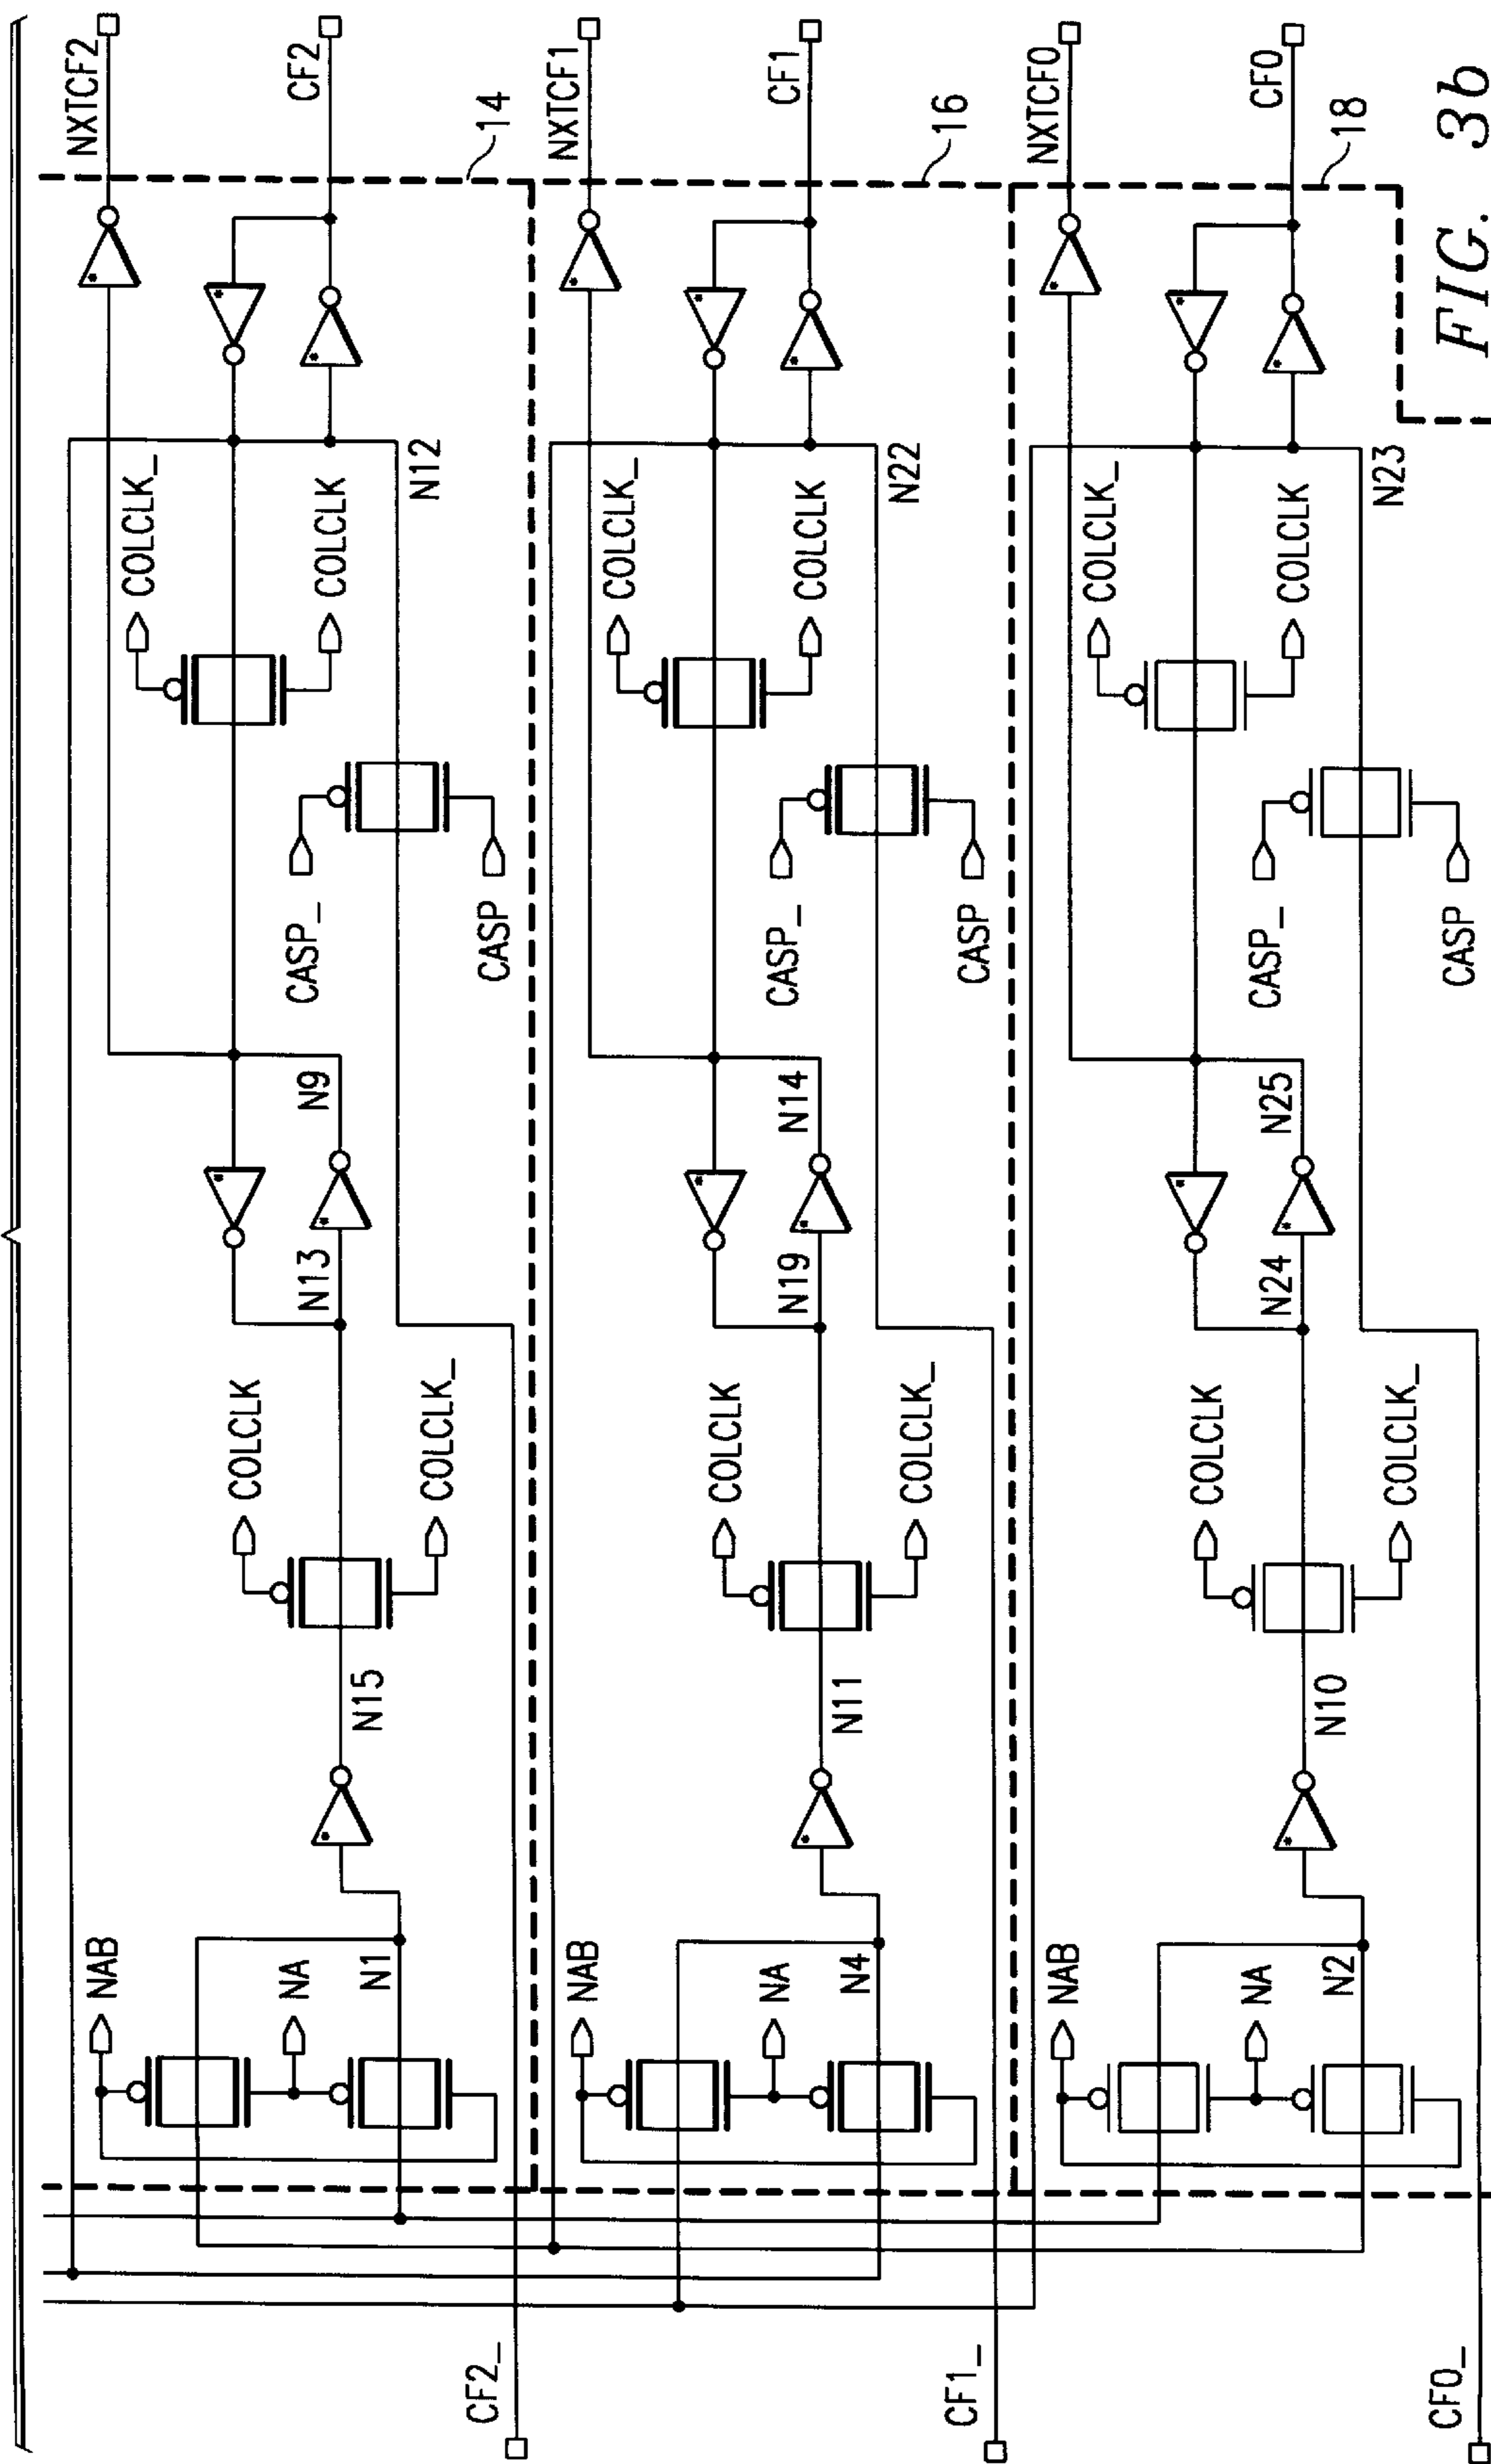 NXTCF2
CF2
14
COLCLK_
COLCLK
N12
CASP_
CASP
N9
N13
COLCLK
COLCLK_
N15
NAB
NA
N1
CF2_
NXTCF1
CF1
16
COLCLK_
COLCLK
N22
CASP_
CASP
N14
N19
COLCLK
COLCLK_
N11
NAB
NA
N4
CF1_
NXTCF0
CF0
18
COLCLK_
COLCLK
N23
CASP_
CASP
N25
N24
COLCLK
COLCLK_
N10
NAB
NA
N2
CF0_
FIG. 3b